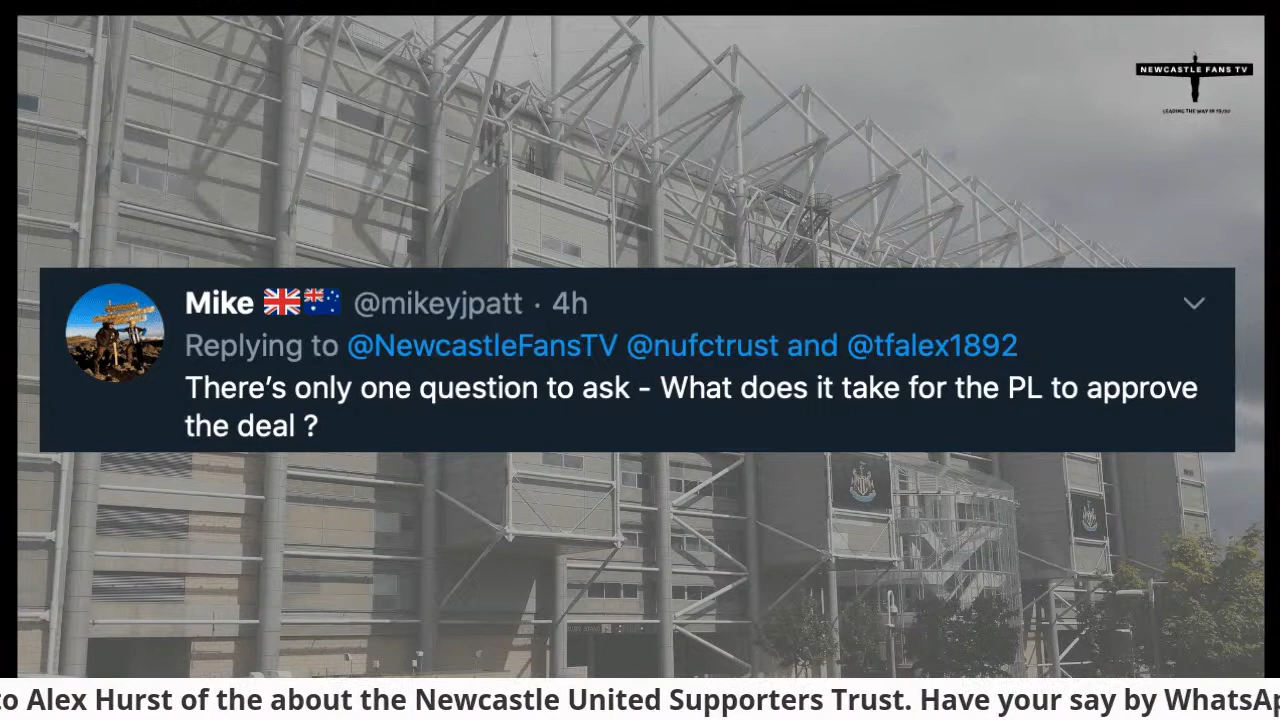 NEWCASTLE FANS TV
Mike @mikeyjpatt · 4h
Replying to @NewcastleFansTV @nufctrust and @tfalex1892
There's only one question to ask - What does it take for the PL to approve
the deal ?
to Alex Hurst of the about the Newcastle United Supporters Trust. Have your say by WhatsAp